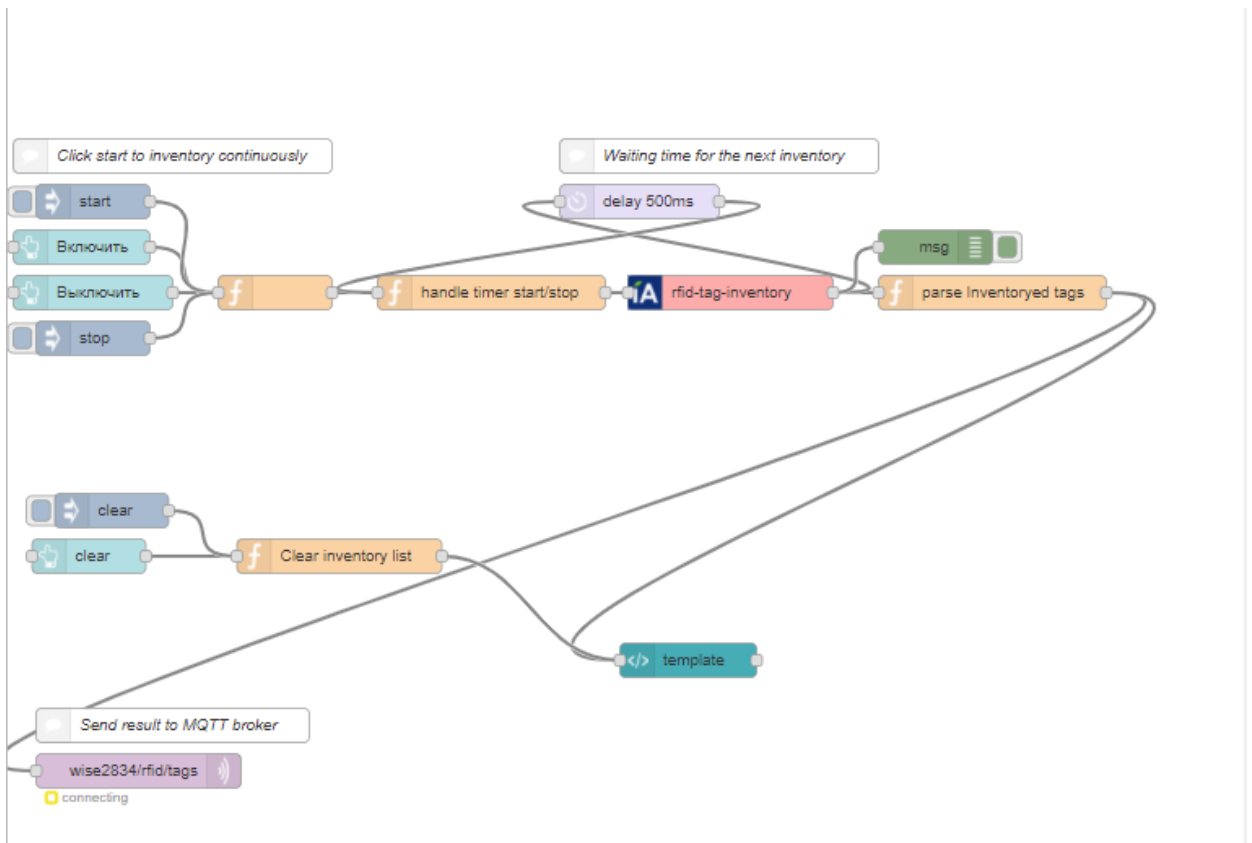 Click start to inventory continuously
Waiting time for the next inventory
start
delay 500ms
Включить
msg
Выключить
f
handle timer start/stop
iA
rfid-tag-inventory
f
parse Inventoryed tags
stop
clear
clear
Clear inventory list
</> template
Send result to MQTT broker
wise2834/rfid/tags
connecting